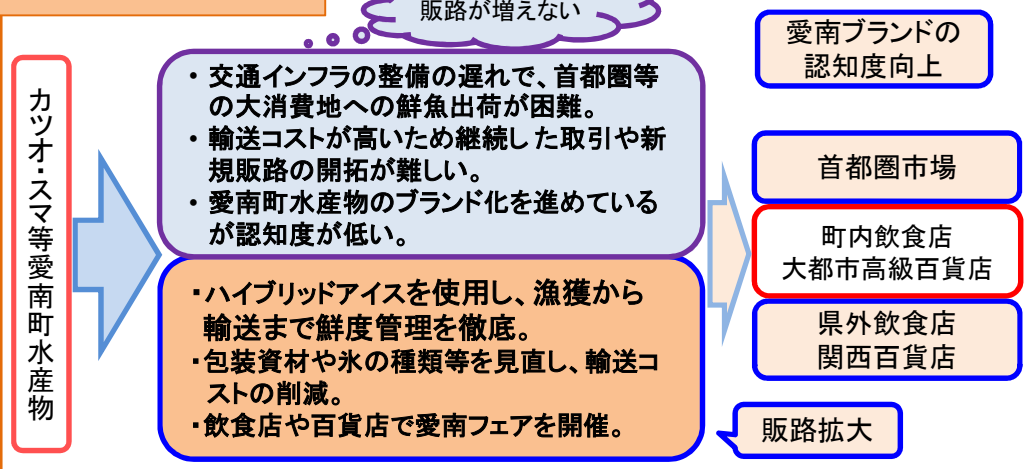 販路が増えない
カツオ・スマ等愛南町水産物
・ 交通インフラの整備の遅れで、首都圏等
の大消費地への鮮魚出荷が困難。
・ 輸送コストが高いため継続した取引や新
規販路の開拓が難しい。
・ 愛南町水産物のブランド化を進めている
が認知度が低い。
・ハイブリッドアイスを使用し、漁獲から
輸送まで鮮度管理を徹底。
・包装資材や氷の種類等を見直し、輸送コ
ストの削減。
・飲食店や百貨店で愛南フェアを開催。
愛南ブランドの
認知度向上
首都圏市場
町内飲食店
大都市高級百貨店
県外飲食店
関西百貨店
販路拡大